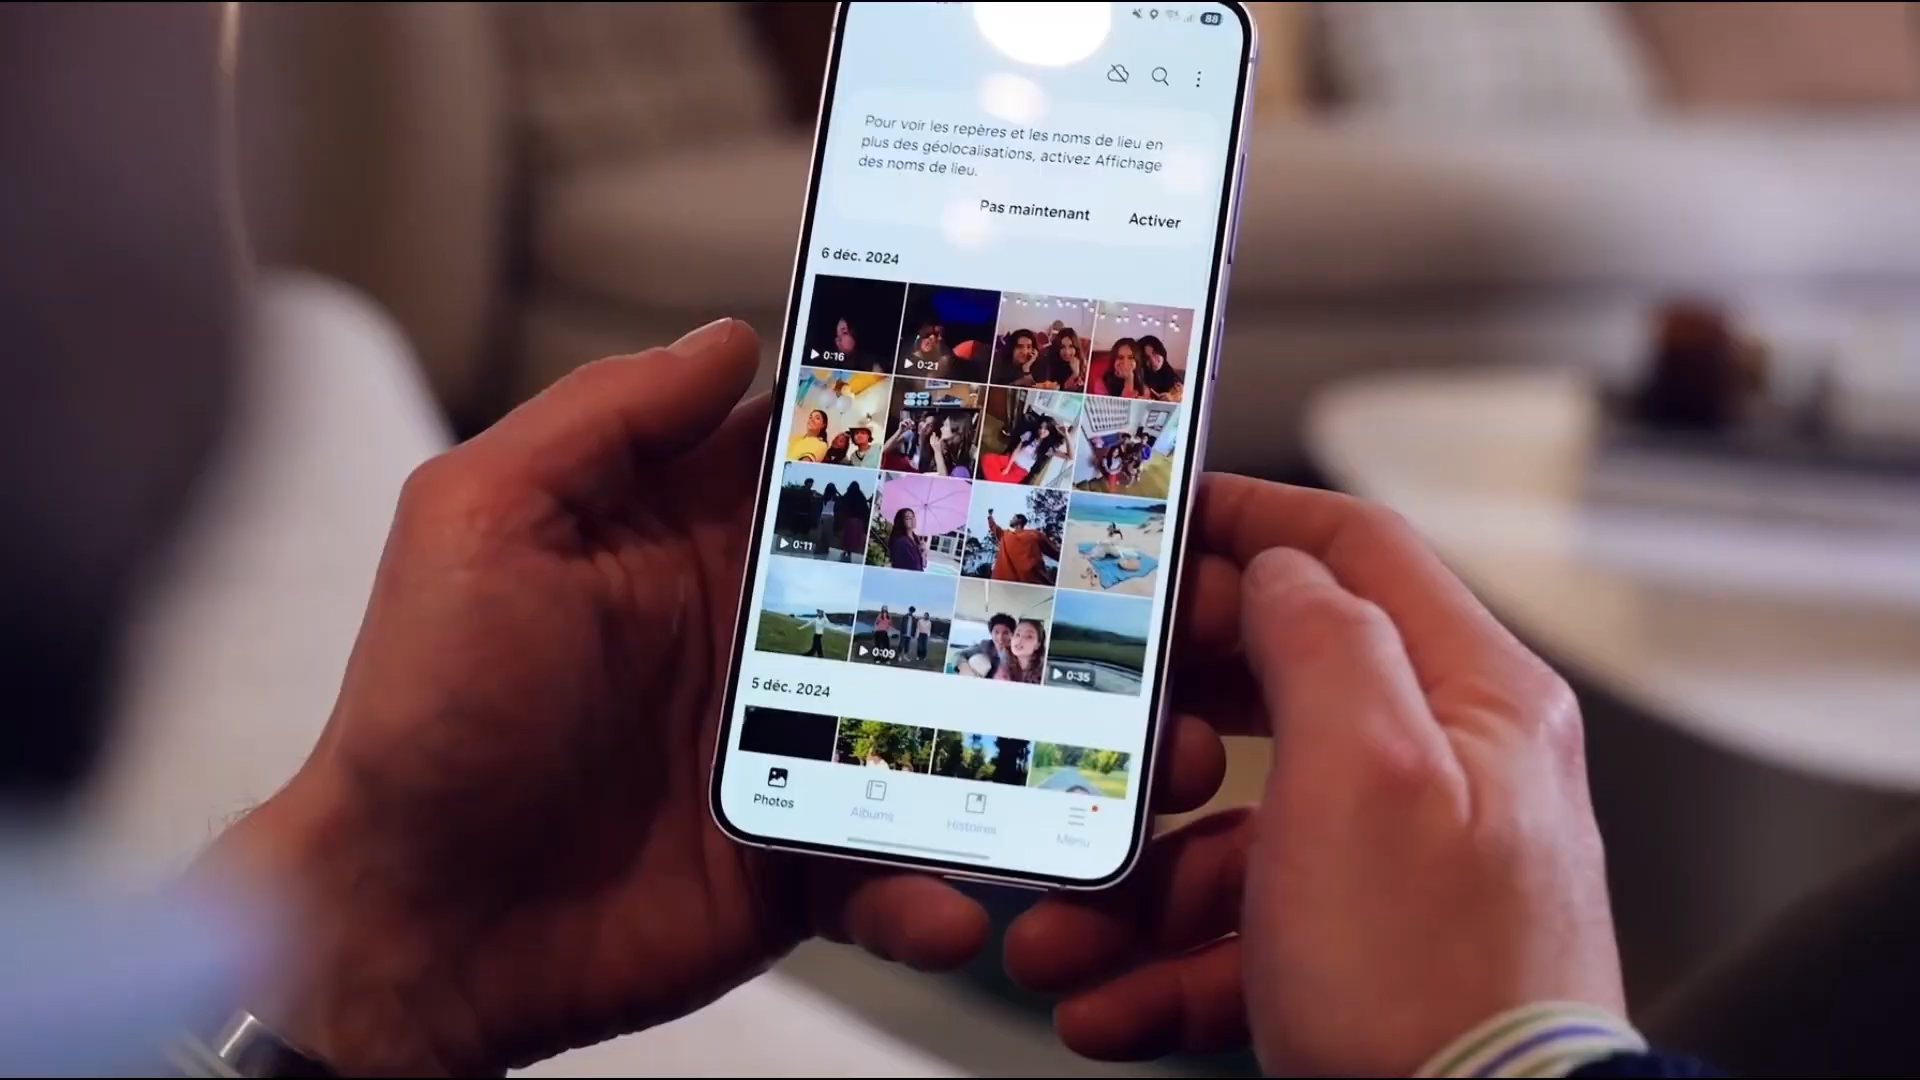 88
Pour voir les repères et les noms de lieu en
plus des géolocalisations, activez Affichage
des noms de lieu.
Pas maintenant
Activer
6 déc. 2024
0:16
0:21
0:11
0:09
0:35
5 déc. 2024
Photos
Albums
Histoires
Menu